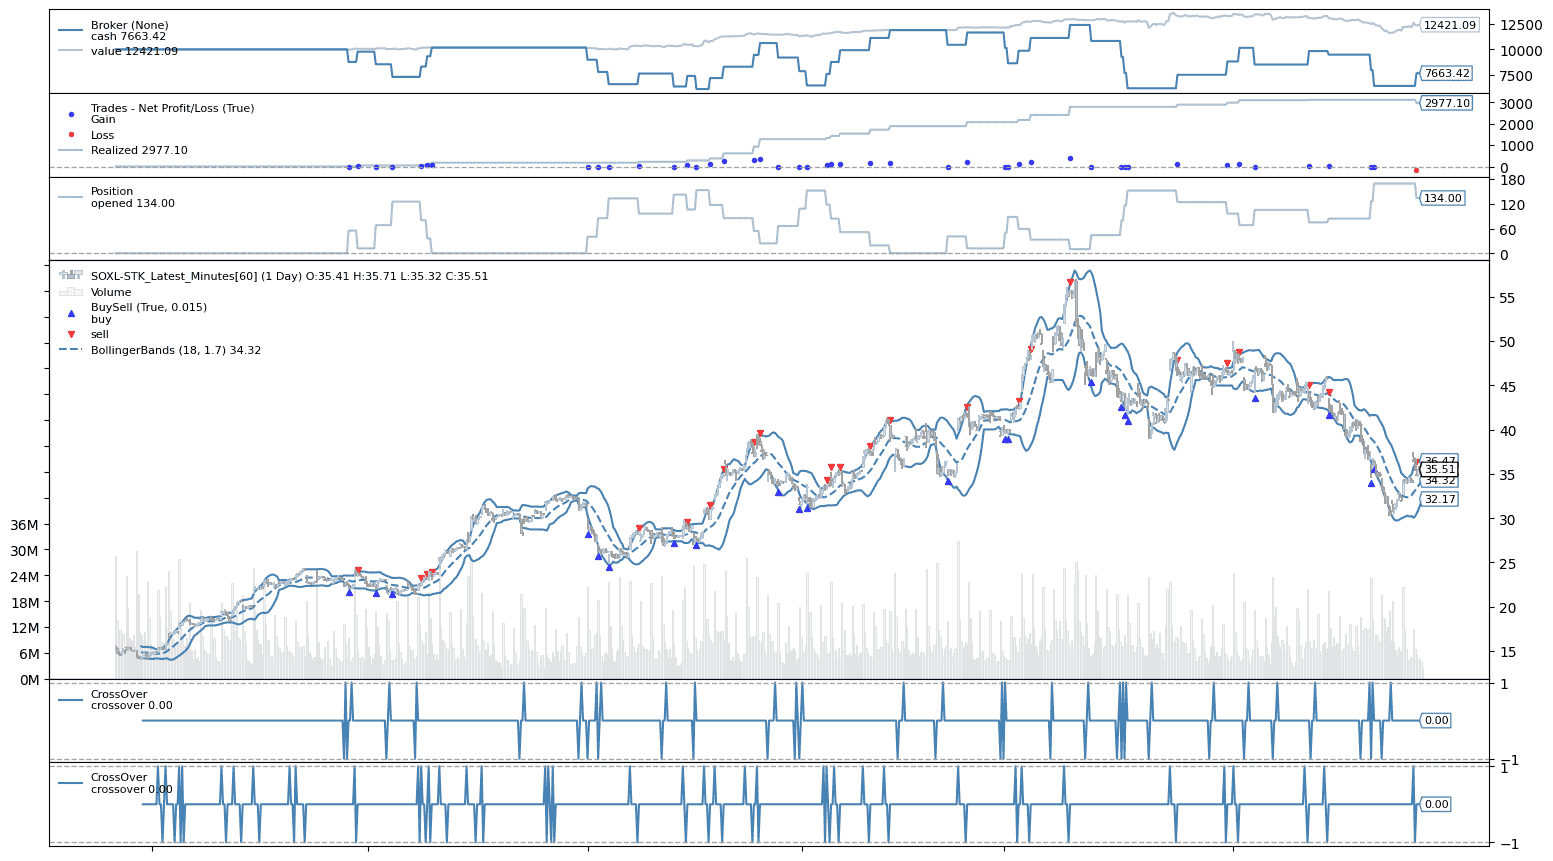 Broker (None)
cash 7663.42
value 12421.09
12421.09
7663.42
12500
10000
7500
Trades - Net Profit/Loss (True)
Gain
Loss
Realized 2977.10
2977.10
3000
2000
1000
0
Position
opened 134.00
134.00
180
120
60
0
SOXL-STK_Latest_Minutes[60] (1 Day) O:35.41 H:35.71 L:35.32 C:35.51
Volume
BuySell (True, 0.015)
buy
sell
BollingerBands (18, 1.7) 34.32
36M
30M
24M
18M
12M
6M
0M
55
50
45
40
35
30
25
20
15
36.47
35.51
34.32
32.17
CrossOver
crossover 0.00
0.00
1
−1
CrossOver
crossover 0.00
0.00
1
−1